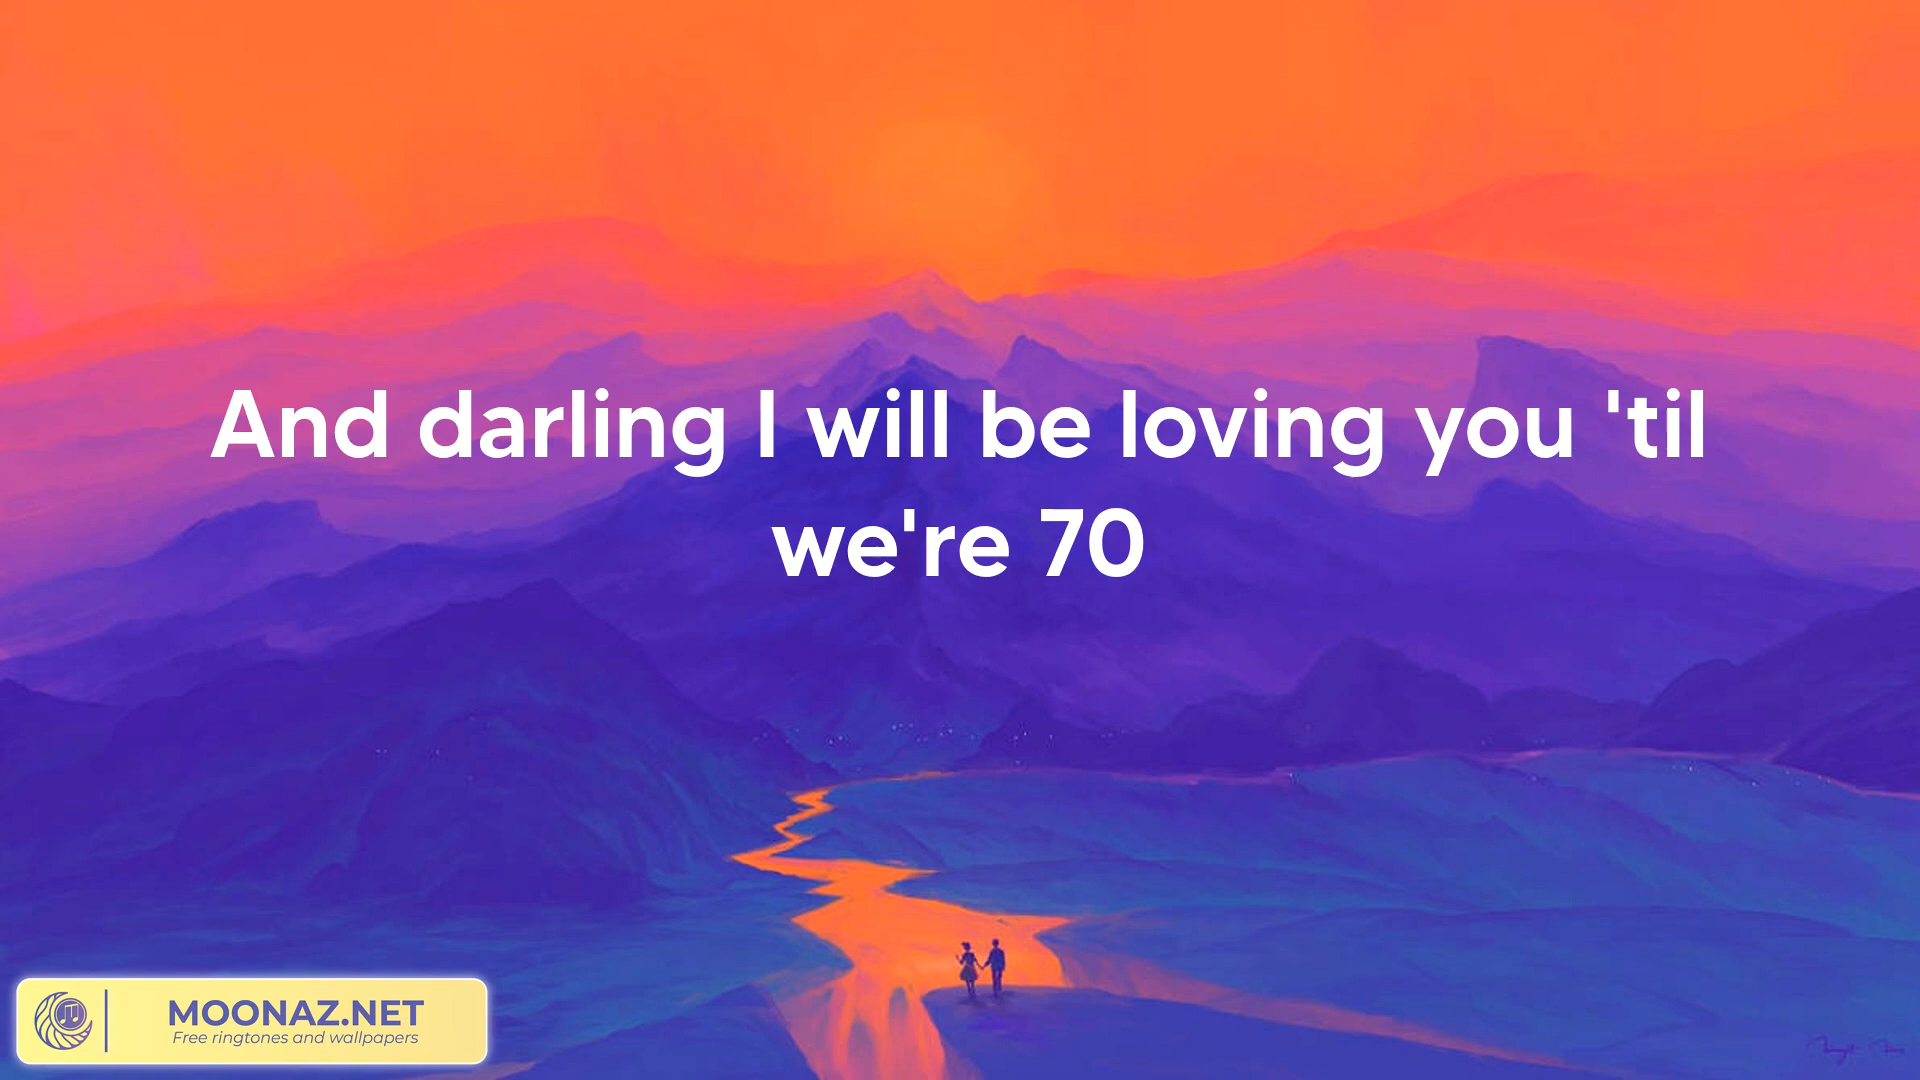 And darling I will be loving you 'til
we're 70
MOONAZ.NET
Free ringtones and wallpapers